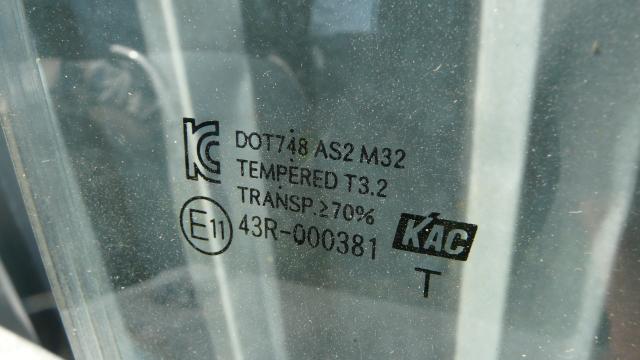 KC
DOT748 AS2 M32
TEMPERED T3.2
TRANSP.≥70%
E11
43R-000381
KAC
T